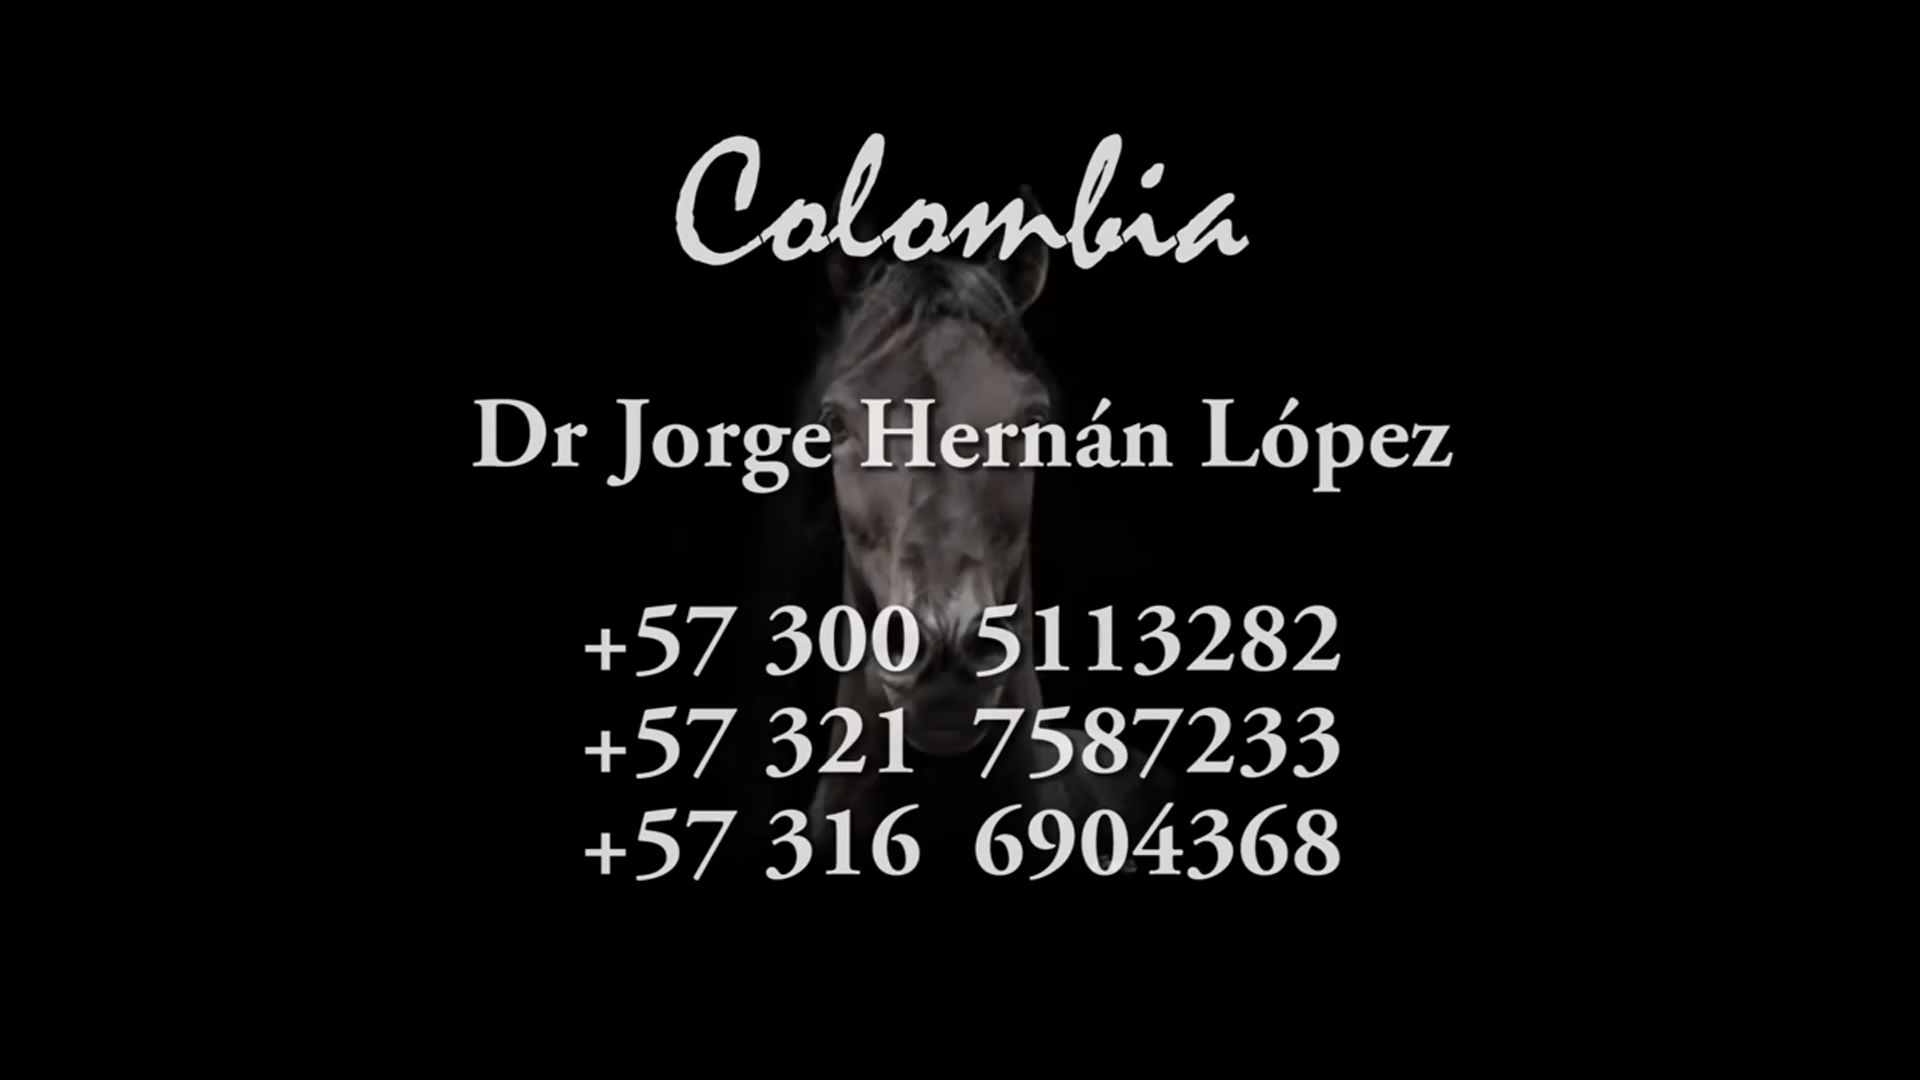 Colombia
Dr Jorge Hernán López
+57 300 5113282
+57 321 7587233
+57 316 6904368